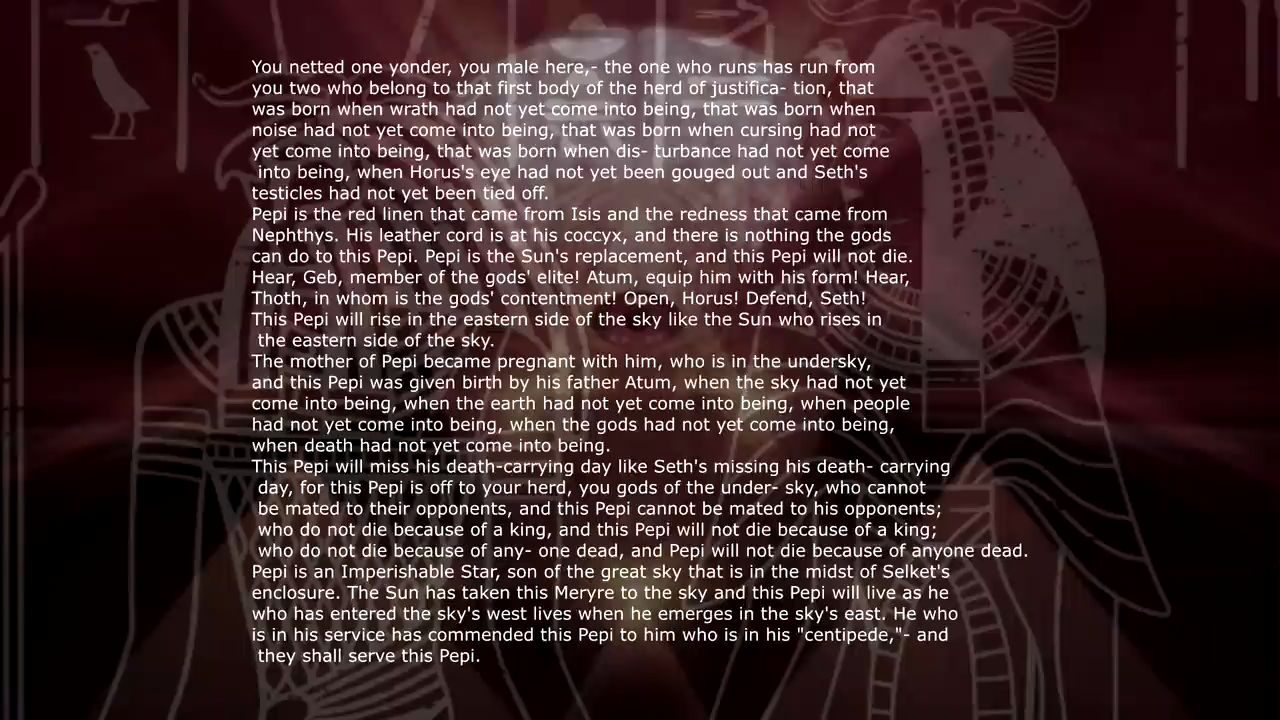 You netted one yonder, you male here,- the one who runs has run from
you two who belong to that first body of the herd of justifica- tion, that
was born when wrath had not yet come into being, that was born when
noise had not yet come into being, that was born when cursing had not
yet come into being, that was born when dis- turbance had not yet come
into being, when Horus's eye had not yet been gouged out and Seth's
testicles had not yet been tied off.
Pepi is the red linen that came from Isis and the redness that came from
Nephthys. His leather cord is at his coccyx, and there is nothing the gods
can do to this Pepi. Pepi is the Sun's replacement, and this Pepi will not die.
Hear, Geb, member of the gods' elite! Atum, equip him with his form! Hear,
Thoth, in whom is the gods' contentment! Open, Horus! Defend, Seth!
This Pepi will rise in the eastern side of the sky like the Sun who rises in
the eastern side of the sky.
The mother of Pepi became pregnant with him, who is in the undersky,
and this Pepi was given birth by his father Atum, when the sky had not yet
come into being, when the earth had not yet come into being, when people
had not yet come into being, when the gods had not yet come into being,
when death had not yet come into being.
This Pepi will miss his death-carrying day like Seth's missing his death- carrying
day, for this Pepi is off to your herd, you gods of the under- sky, who cannot
be mated to their opponents, and this Pepi cannot be mated to his opponents;
who do not die because of a king, and this Pepi will not die because of a king;
who do not die because of any- one dead, and Pepi will not die because of anyone dead.
Pepi is an Imperishable Star, son of the great sky that is in the midst of Selket's
enclosure. The Sun has taken this Meryre to the sky and this Pepi will live as he
who has entered the sky's west lives when he emerges in the sky's east. He who
is in his service has commended this Pepi to him who is in his "centipede,"- and
they shall serve this Pepi.